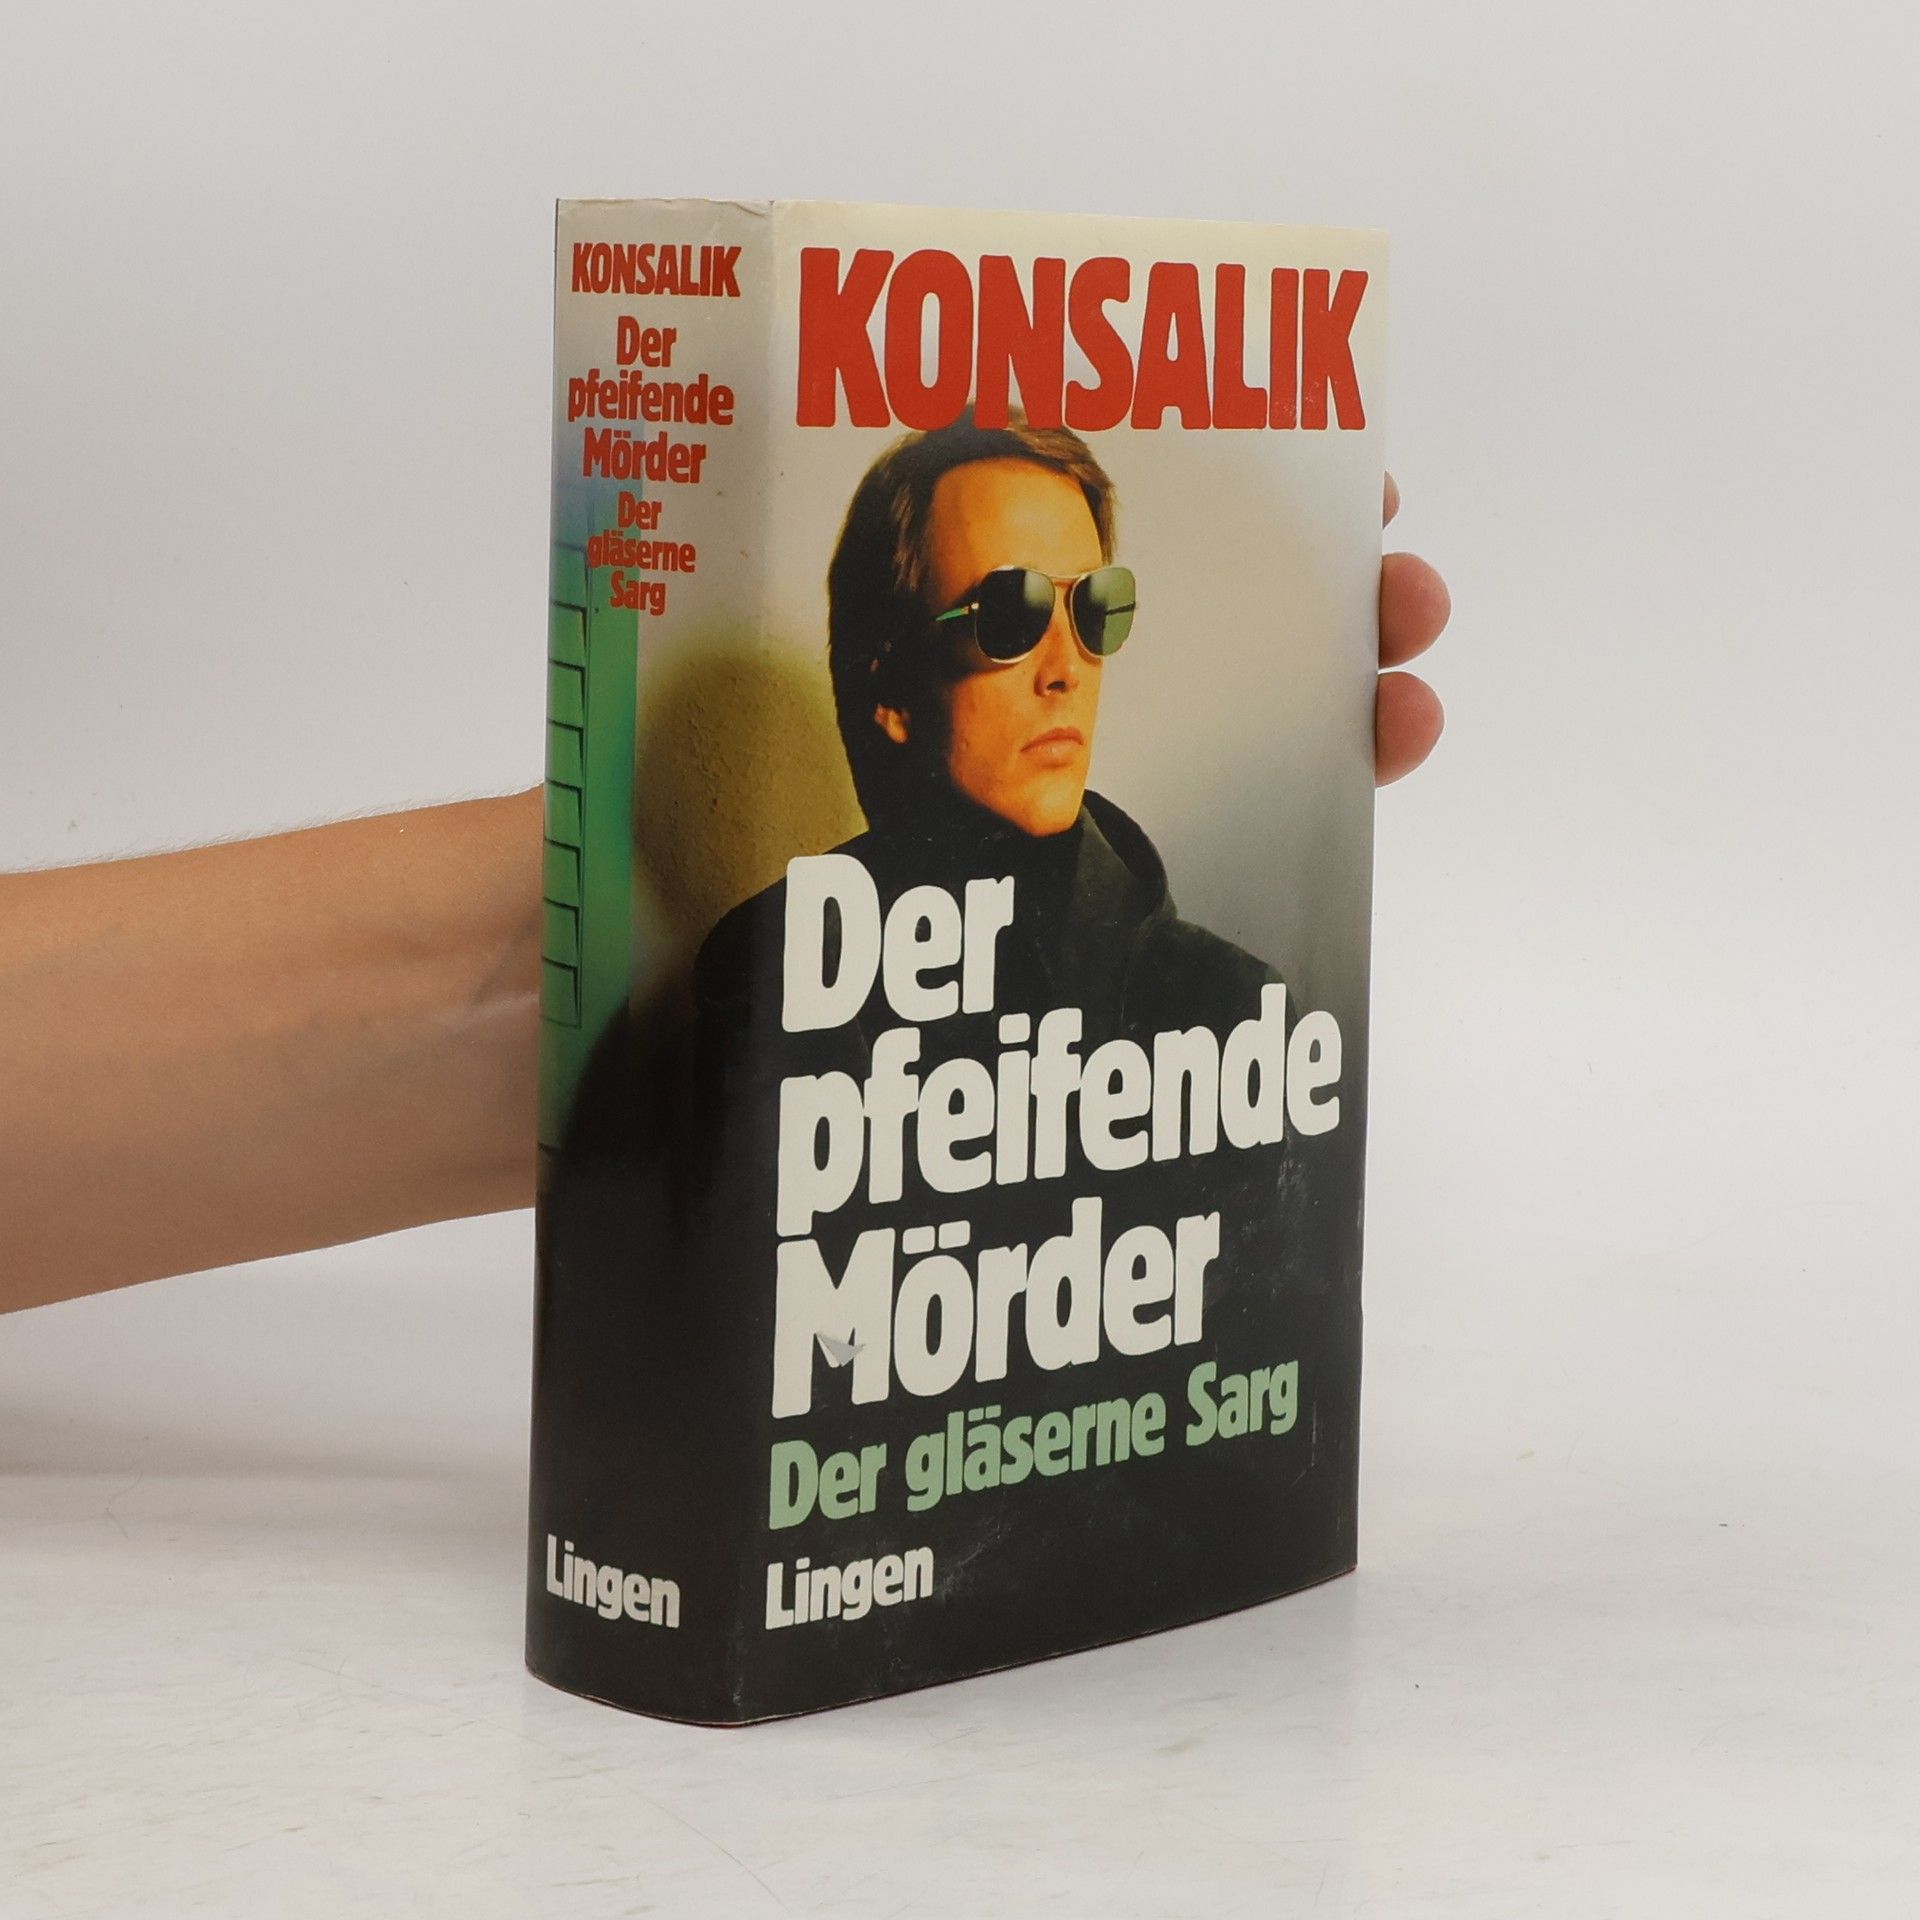 KONSALIK
Der
pfeifende
Mörder
Der
gläserne
Sarg
Lingen
KONSALIK
Der
pfeifende
Mörder
Der gläserne Sarg
Lingen